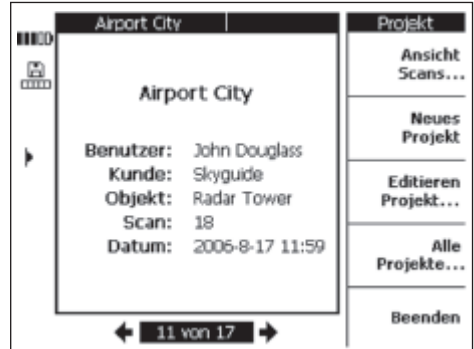 Airport City
Airport City
Benutzer: John Douglass
Kunde: Skyguide
Objekt: Radar Tower
Scan: 18
Datum: 2006-8-17 11:59
11 von 17
Projekt
Ansicht
Scans...
Neues
Projekt
Editieren
Projekt...
Alle
Projekte...
Beenden